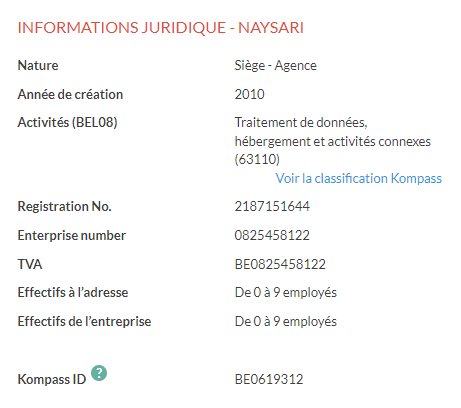 INFORMATIONS JURIDIQUE - NAYSARI
Nature Siège - Agence
Année de création 2010
Activités (BEL08) Traitement de données,
hébergement et activités connexes
(63110)
Voir la classification Kompass
Registration No. 2187151644
Enterprise number 0825458122
TVA BE0825458122
Effectifs à l'adresse De 0 à 9 employés
Effectifs de l'entreprise De 0 à 9 employés
Kompass ID ? BE0619312